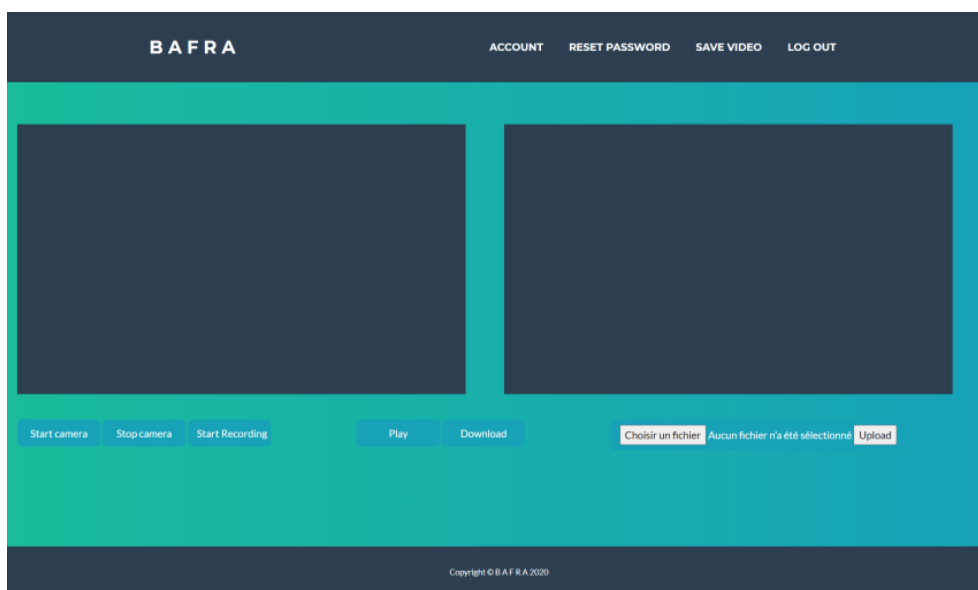 B A F R A ACCOUNT RESET PASSWORD SAVE VIDEO LOG OUT
Start camera Stop camera Start Recording Play Download Choisir un fichier Aucun fichier n'a été sélectionné Upload
Copyright © B A F R A 2020